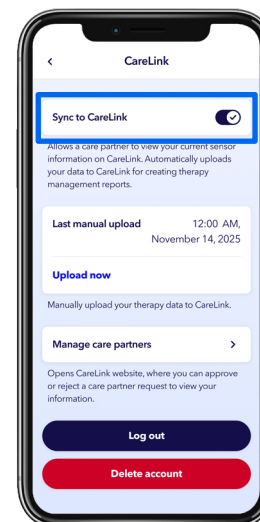 CareLink
Sync to CareLink
Allows a care partner to view your current sensor
information on CareLink. Automatically uploads
your data to CareLink for creating therapy
management reports.
Last manual upload 12:00 AM,
November 14, 2025
Upload now
Manually upload your therapy data to CareLink.
Manage care partners
Opens CareLink website, where you can approve
or reject a care partner request to view your
information.
Log out
Delete account